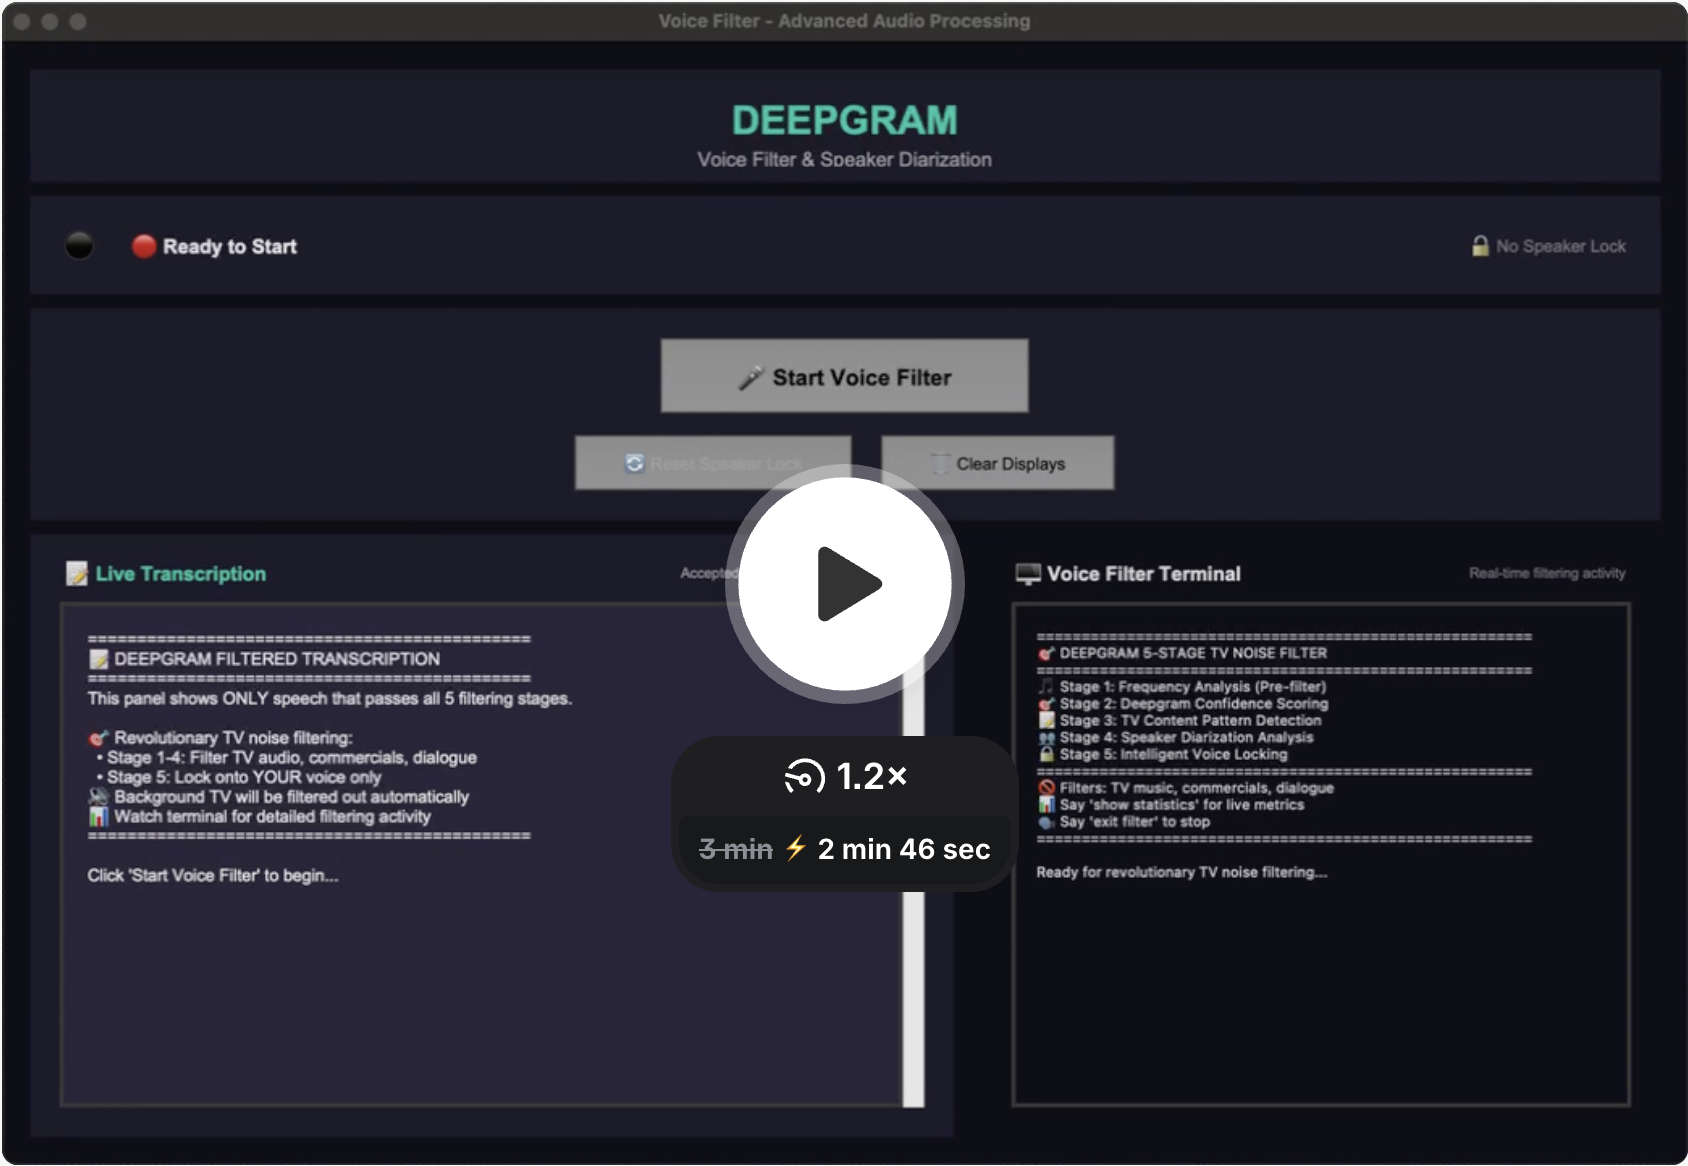 Voice Filter - Advanced Audio Processing
DEEPGRAM
Voice Filter & Speaker Diarization
Ready to Start
No Speaker Lock
Start Voice Filter
Reset Speaker Lock
Clear Displays
Live Transcription
Accepted
==============================================
DEEPGRAM FILTERED TRANSCRIPTION
==============================================
This panel shows ONLY speech that passes all 5 filtering stages.
Revolutionary TV noise filtering:
• Stage 1-4: Filter TV audio, commercials, dialogue
• Stage 5: Lock onto YOUR voice only
Background TV will be filtered out automatically
Watch terminal for detailed filtering activity
==============================================
Click 'Start Voice Filter' to begin...
1.2×
3 min ⚡ 2 min 46 sec
Voice Filter Terminal
Real-time filtering activity
============================================================
DEEPGRAM 5-STAGE TV NOISE FILTER
============================================================
Stage 1: Frequency Analysis (Pre-filter)
Stage 2: Deepgram Confidence Scoring
Stage 3: TV Content Pattern Detection
Stage 4: Speaker Diarization Analysis
Stage 5: Intelligent Voice Locking
============================================================
Filters: TV music, commercials, dialogue
Say 'show statistics' for live metrics
Say 'exit filter' to stop
============================================================
Ready for revolutionary TV noise filtering...